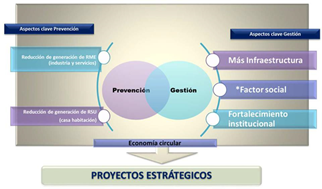 Aspectos clave Prevención
Aspectos clave Gestión
Reducción de generación de RME
(industria y servicios)
Más Infraestructura
Prevención
Gestión
*Factor social
Reducción de generación de RSU
(casa habitación)
Fortalecimiento
institucional
Economía circular
PROYECTOS ESTRÁTEGICOS